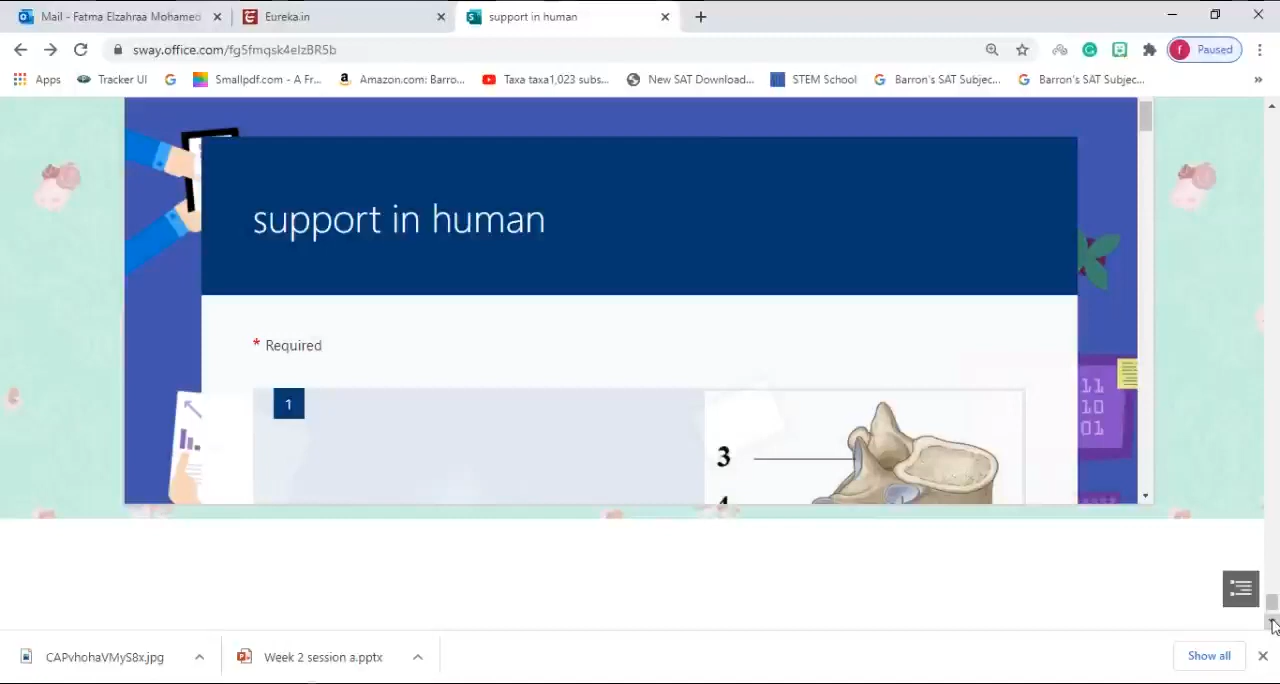 Mail - Fatma Elzahraa Mohamed
Eureka.in
support in human
sway.office.com/fg5fmqsk4eIzBR5b
f Paused
Apps
Tracker UI
Smallpdf.com - A Fr...
Amazon.com: Barro...
Taxa taxa1,023 subs...
New SAT Download...
STEM School
Barron's SAT Subjec...
Barron's SAT Subjec...
»
support in human
* Required
1
3
11
10
01
CAPvhohaVMyS8x.jpg
Week 2 session a.pptx
Show all